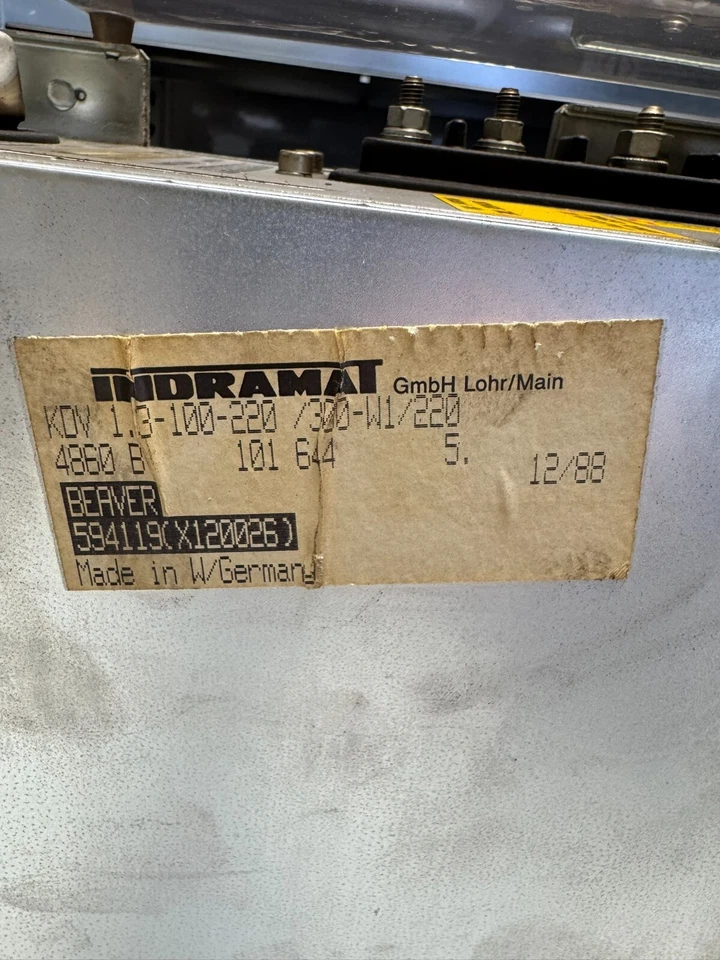 INDRAMAT GmbH Lohr/Main
KDV 1.3-100-220 /300-W1/220
4860 B 101 644 5. 12/88
BEAVER
594119(X120026)
Made in W/Germany